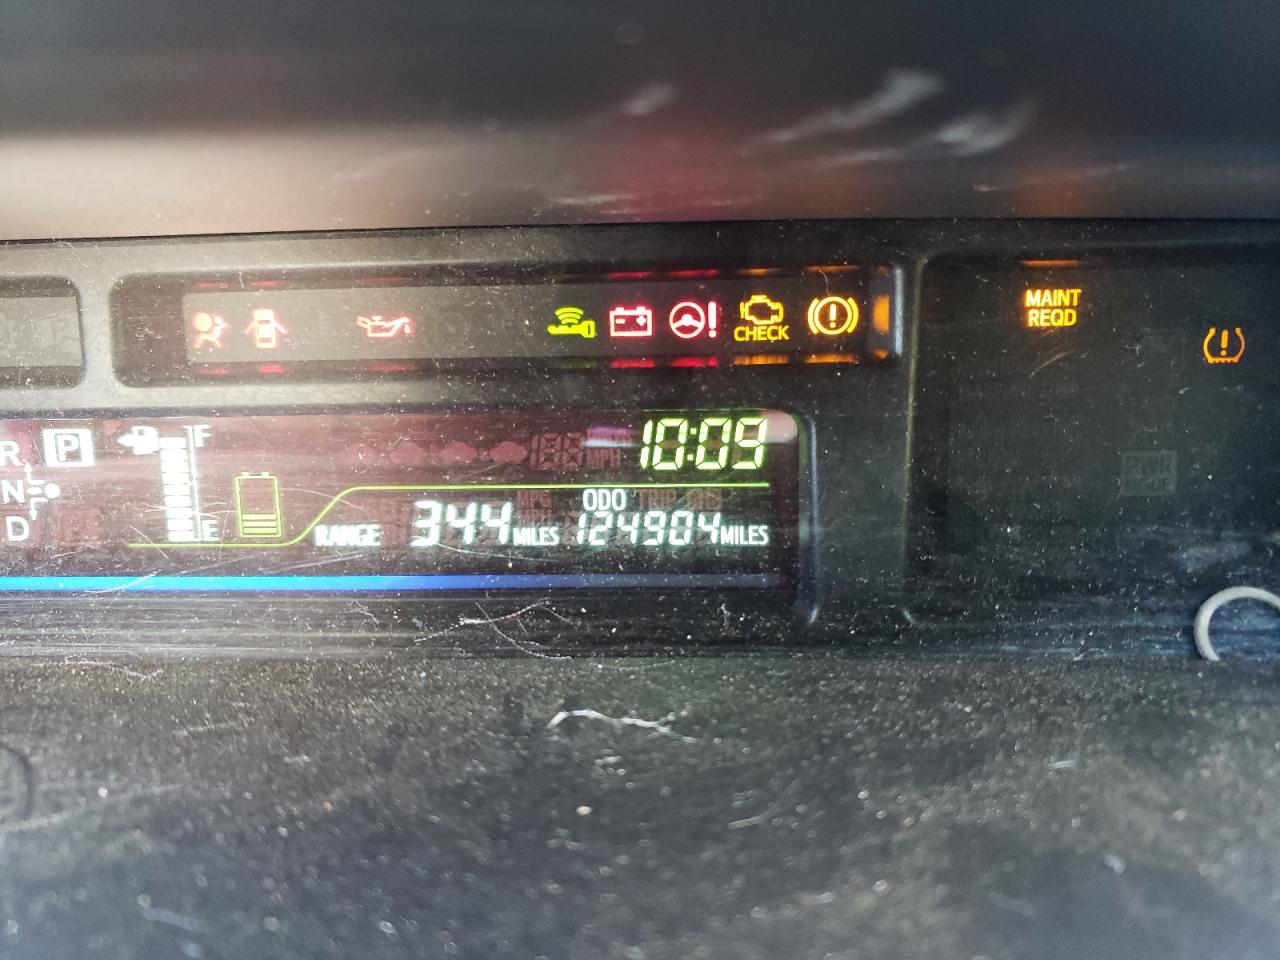 CHECK
MAINT
REQD
R P F
10:09
N
ODO
D E RANGE 344 MILES 124904 MILES